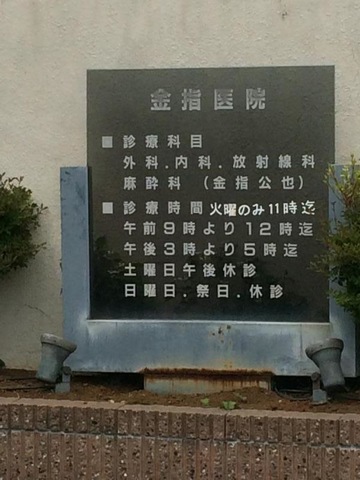 金指医院
■診療科目
外科.内科.放射線科
麻酔科（金指公也）
■診療時間 火曜のみ11時迄
午前9時より12時迄
午後3時より5時迄
土曜日午後休診
日曜日.祭日.休診